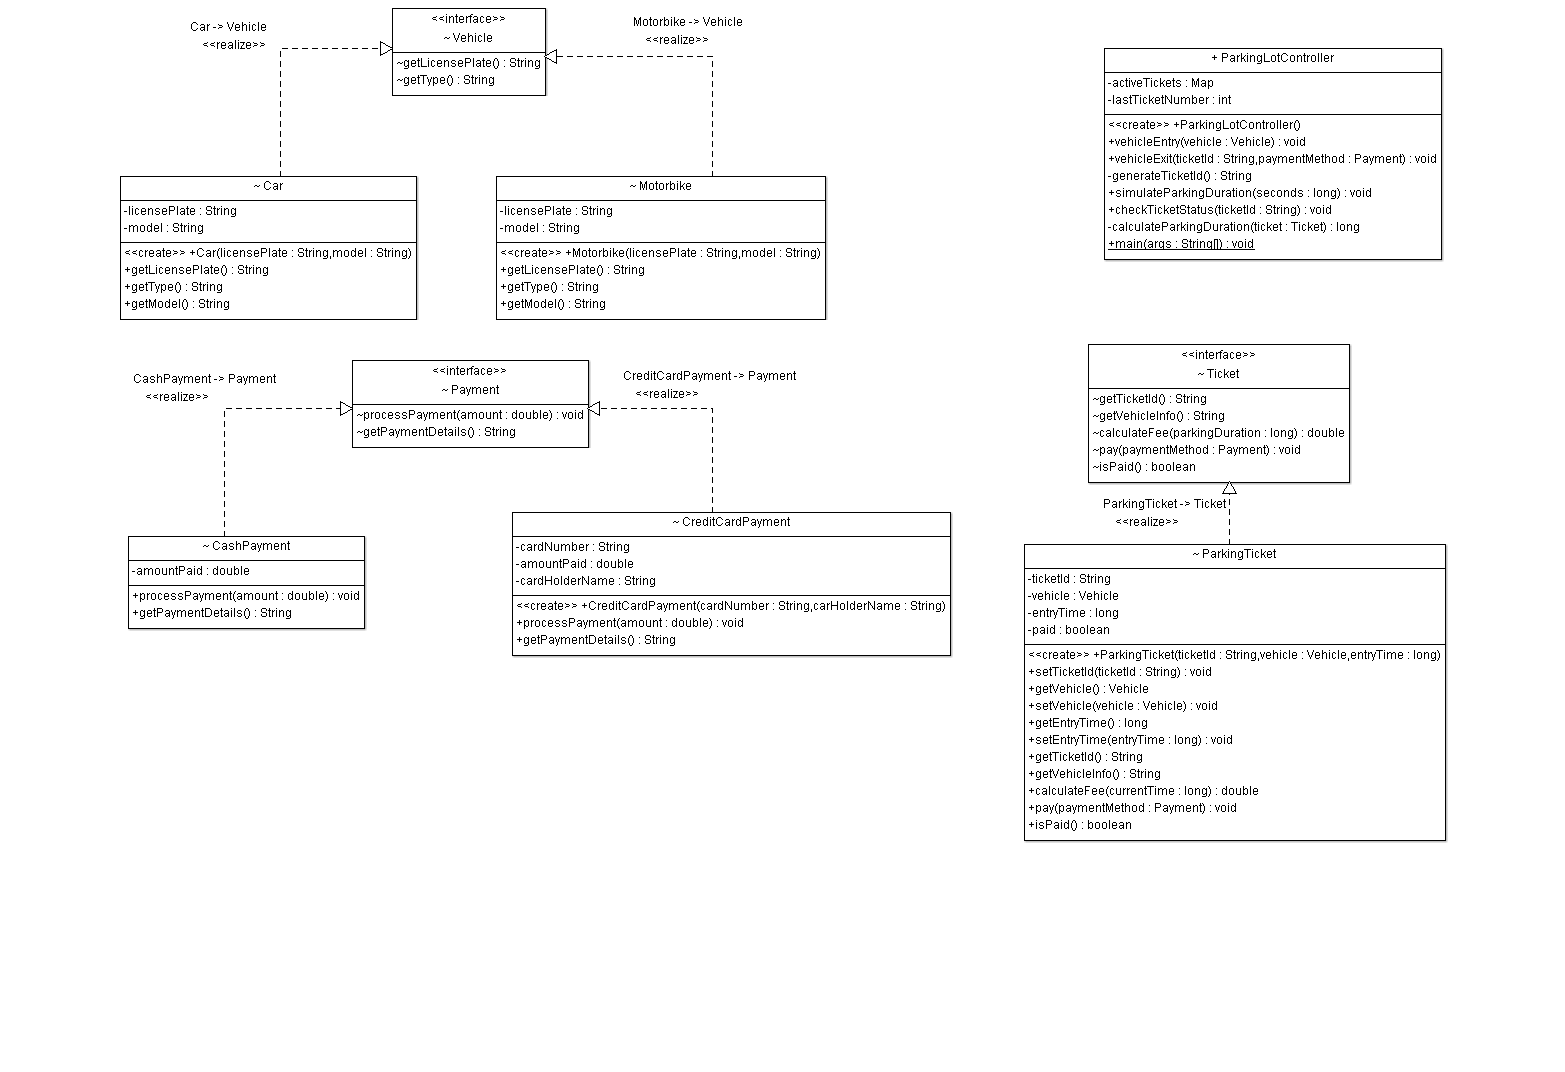 Car -> Vehicle
<<realize>>
<<interface>>
~ Vehicle
~getLicensePlate() : String
~getType() : String
Motorbike -> Vehicle
<<realize>>
~ Car
-licensePlate : String
-model : String
<<create>> +Car(licensePlate : String,model : String)
+getLicensePlate() : String
+getType() : String
+getModel() : String
~ Motorbike
-licensePlate : String
-model : String
<<create>> +Motorbike(licensePlate : String,model : String)
+getLicensePlate() : String
+getType() : String
+getModel() : String
+ ParkingLotController
-activeTickets : Map
-lastTicketNumber : int
<<create>> +ParkingLotController()
+vehicleEntry(vehicle : Vehicle) : void
+vehicleExit(ticketId : String,paymentMethod : Payment) : void
-generateTicketId() : String
+simulateParkingDuration(seconds : long) : void
+checkTicketStatus(ticketId : String) : void
-calculateParkingDuration(ticket : Ticket) : long
+main(args : String[]) : void
CashPayment -> Payment
<<realize>>
<<interface>>
~ Payment
~processPayment(amount : double) : void
~getPaymentDetails() : String
CreditCardPayment -> Payment
<<realize>>
~ CashPayment
-amountPaid : double
+processPayment(amount : double) : void
+getPaymentDetails() : String
~ CreditCardPayment
-cardNumber : String
-amountPaid : double
-cardHolderName : String
<<create>> +CreditCardPayment(cardNumber : String,carHolderName : String)
+processPayment(amount : double) : void
+getPaymentDetails() : String
<<interface>>
~ Ticket
~getTicketId() : String
~getVehicleInfo() : String
~calculateFee(parkingDuration : long) : double
~pay(paymentMethod : Payment) : void
~isPaid() : boolean
ParkingTicket -> Ticket
<<realize>>
~ ParkingTicket
-ticketId : String
-vehicle : Vehicle
-entryTime : long
-paid : boolean
<<create>> +ParkingTicket(ticketId : String,vehicle : Vehicle,entryTime : long)
+setTicketId(ticketId : String) : void
+getVehicle() : Vehicle
+setVehicle(vehicle : Vehicle) : void
+getEntryTime() : long
+setEntryTime(entryTime : long) : void
+getTicketId() : String
+getVehicleInfo() : String
+calculateFee(currentTime : long) : double
+pay(paymentMethod : Payment) : void
+isPaid() : boolean